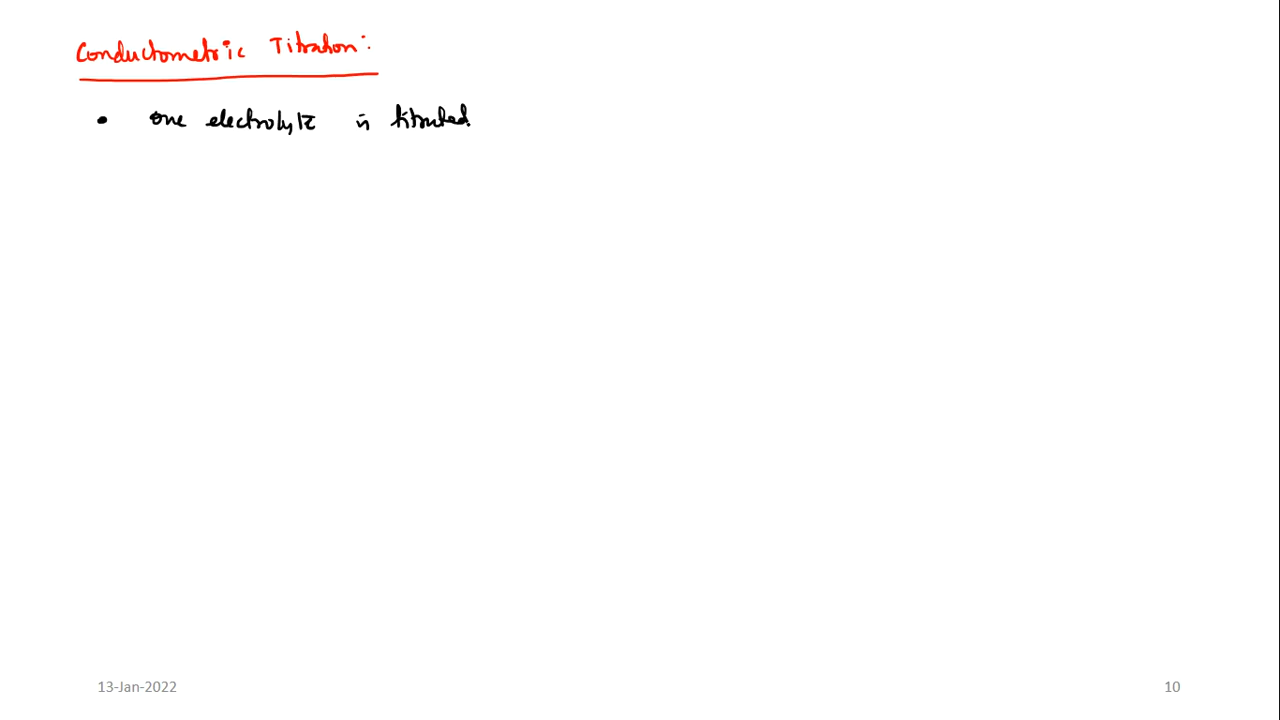 Conductometric Titration:
• one electrolyte is titrated
13-Jan-2022
10